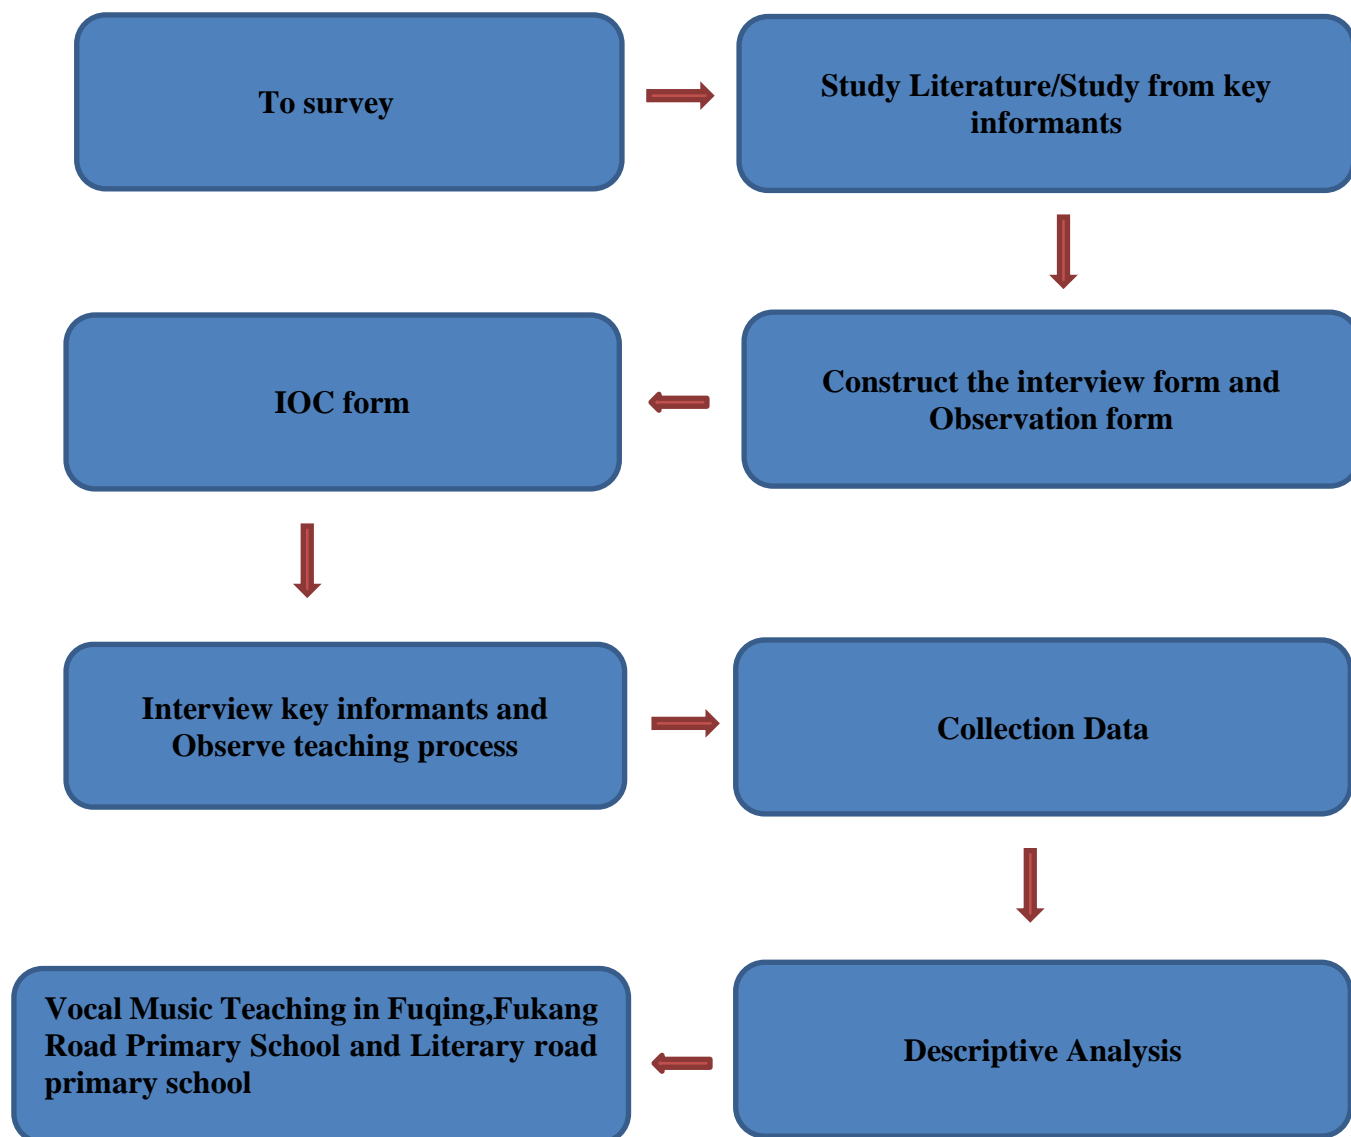 To survey
Study Literature/Study from key
informants
Construct the interview form and
Observation form
IOC form
Interview key informants and
Observe teaching process
Collection Data
Descriptive Analysis
Vocal Music Teaching in Fuqing,Fukang
Road Primary School and Literary road
primary school